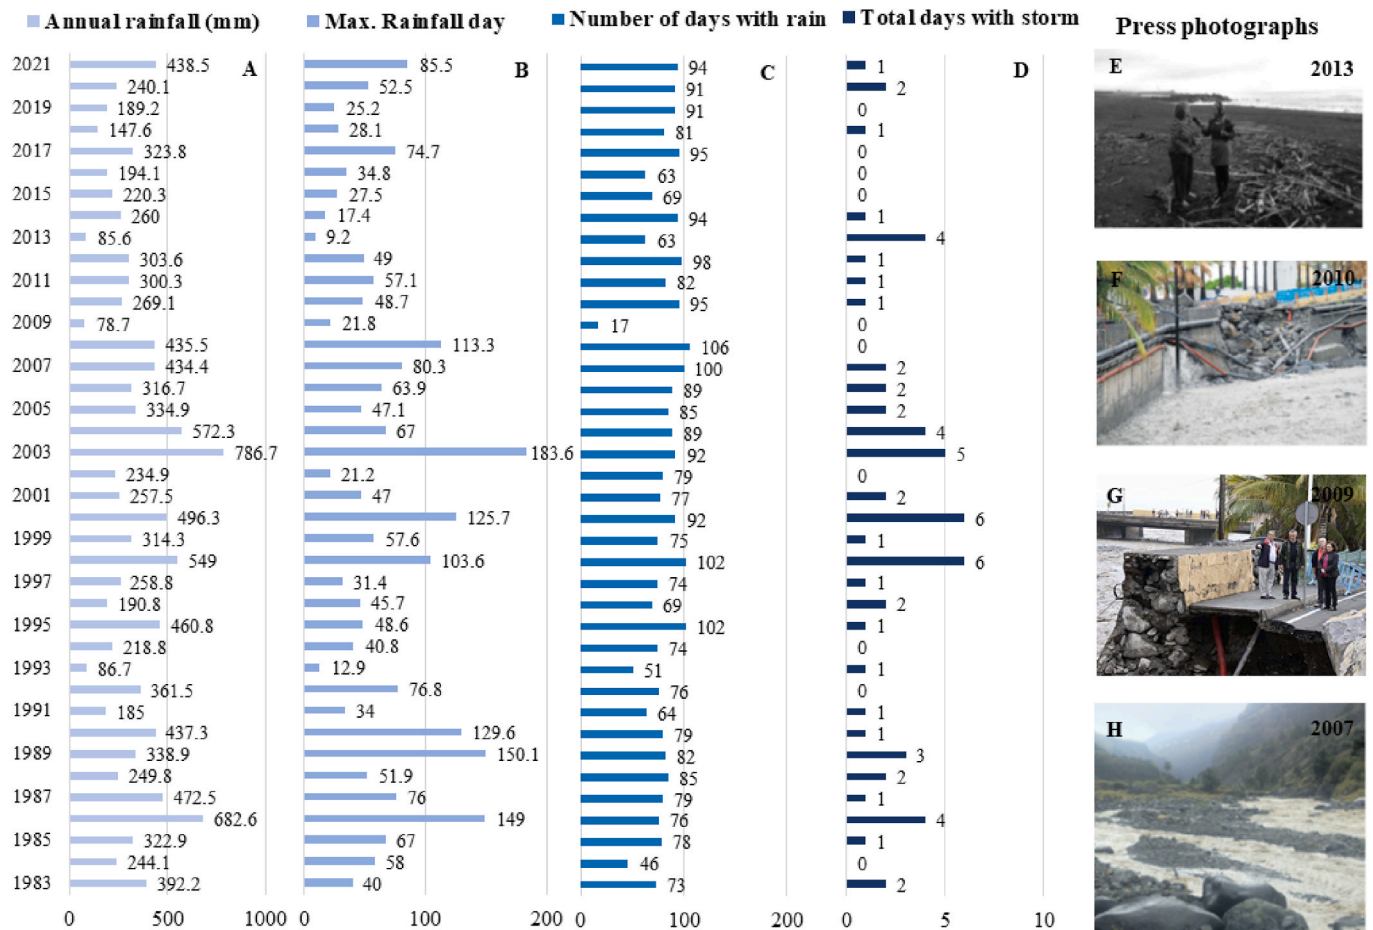 Annual rainfall (mm) Max. Rainfall day Number of days with rain Total days with storm Press photographs
A B C D
2021 438.5 85.5 94 1
240.1 52.5 91 2
2019 189.2 25.2 91 0
147.6 28.1 81 1
2017 323.8 74.7 95 0
194.1 34.8 63 0
2015 220.3 27.5 69 0
260 17.4 94 1
2013 85.6 9.2 63 4
303.6 49 98 1
2011 300.3 57.1 82 1
269.1 48.7 95 1
2009 78.7 21.8 17 0
435.5 113.3 106 0
2007 434.4 80.3 100 2
316.7 63.9 89 2
2005 334.9 47.1 85 2
572.3 67 89 4
2003 786.7 183.6 92 5
234.9 21.2 79 0
2001 257.5 47 77 2
496.3 125.7 92 6
1999 314.3 57.6 75 1
549 103.6 102 6
1997 258.8 31.4 74 1
190.8 45.7 69 2
1995 460.8 48.6 102 1
218.8 40.8 74 0
1993 86.7 12.9 51 1
361.5 76.8 76 0
1991 185 34 64 1
437.3 129.6 79 1
1989 338.9 150.1 82 3
249.8 51.9 85 2
1987 472.5 76 79 1
682.6 149 76 4
1985 322.9 67 78 1
244.1 58 46 0
1983 392.2 40 73 2
0 500 1000 0 100 200 0 100 200 0 5 10
E 2013
F 2010
G 2009
H 2007